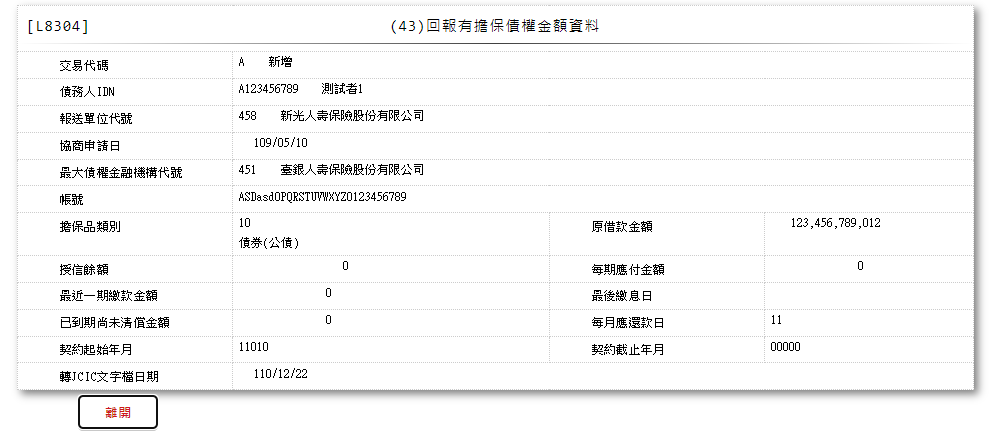 [L8304] (43)回報有擔保債權金額資料
交易代碼 A 新增
債務人IDN A123456789 測試者1
報送單位代號 458 新光人壽保險股份有限公司
協商申請日 109/05/10
最大債權金融機構代號 451 臺銀人壽保險股份有限公司
帳號 ASDasdOPQRSTUVWXYZ0123456789
擔保品類別 10 原借款金額 123,456,789,012
債券(公債)
授信餘額 0 每期應付金額 0
最近一期繳款金額 0 最後繳息日
已到期尚未清償金額 0 每月應還款日 11
契約起始年月 11010 契約截止年月 00000
轉JCIC文字檔日期 110/12/22
離開